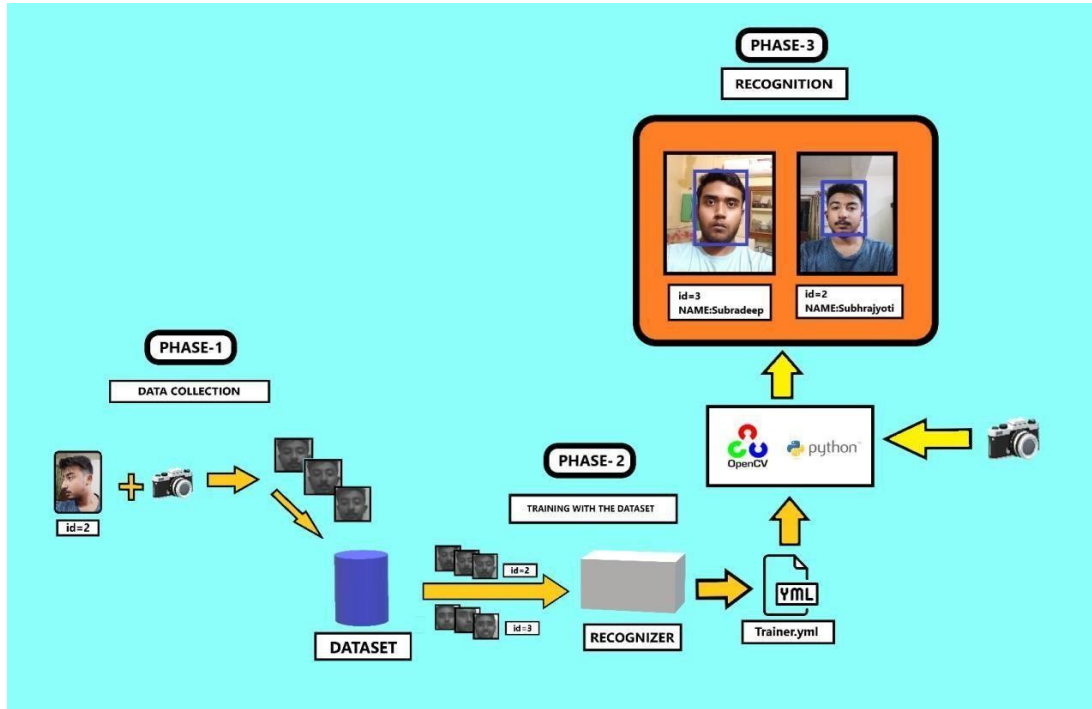 PHASE-3
RECOGNITION
id=3
NAME:Subradeep
id=2
NAME:Subhrajyoti
PHASE-1
DATA COLLECTION
id=2
OpenCV
python
PHASE- 2
TRAINING WITH THE DATASET
id=2
id=3
DATASET
RECOGNIZER
YML
Trainer.yml